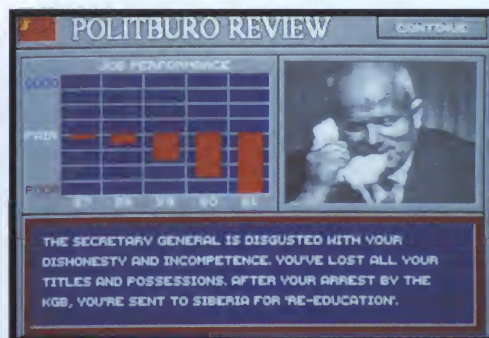 POLITBURO REVIEW
CONTINUE
JOB PERFORMANCE
GOOD
FAIR
POOR
THE SECRETARY GENERAL IS DISGUSTED WITH YOUR
DISHONESTY AND INCOMPETENCE. YOU'VE LOST ALL YOUR
TITLES AND POSSESSIONS. AFTER YOUR ARREST BY THE
KGB, YOU'RE SENT TO SIBERIA FOR 'RE-EDUCATION'.